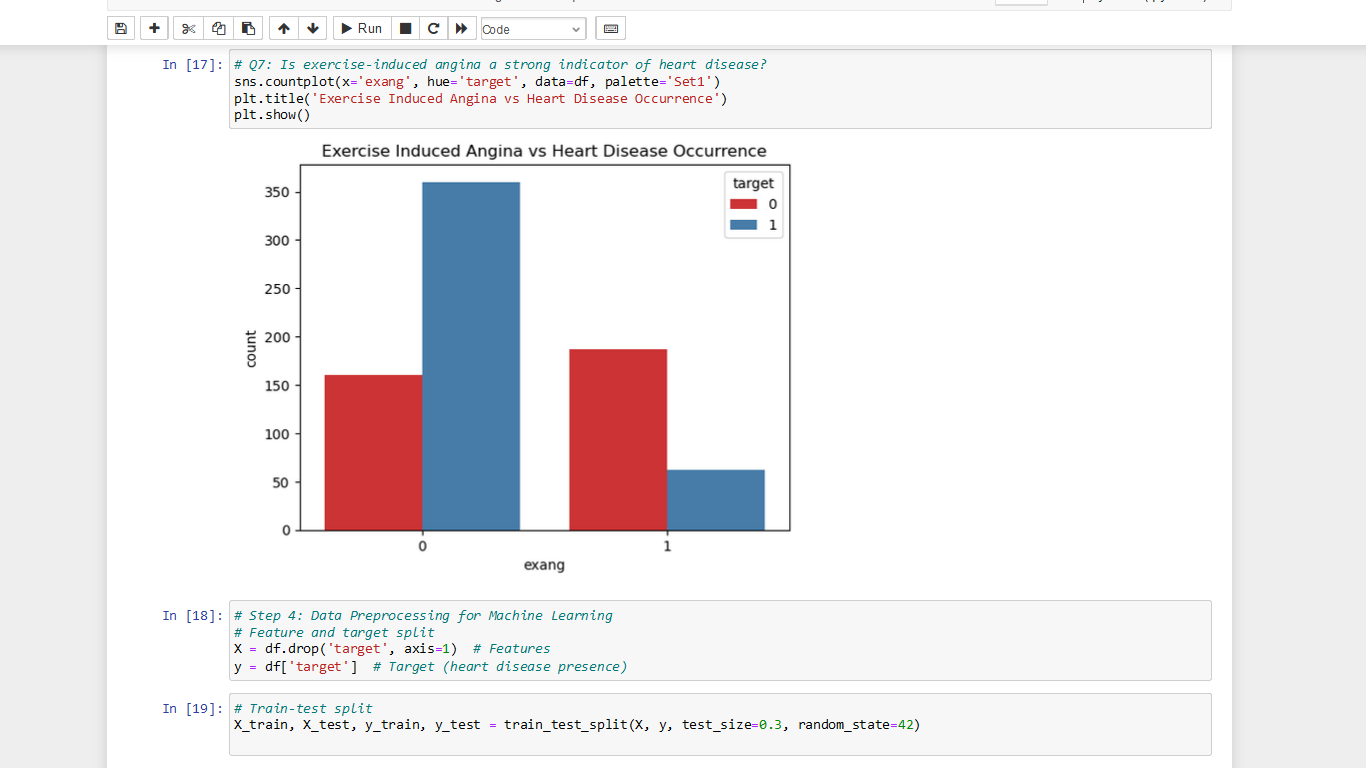 Run
Code
In [17]:
# Q7: Is exercise-induced angina a strong indicator of heart disease?
sns.countplot(x='exang', hue='target', data=df, palette='Set1')
plt.title('Exercise Induced Angina vs Heart Disease Occurrence')
plt.show()
Exercise Induced Angina vs Heart Disease Occurrence
target
0
1
350
300
250
200
150
100
50
0
count
0
1
exang
In [18]:
# Step 4: Data Preprocessing for Machine Learning
# Feature and target split
X = df.drop('target', axis=1)  # Features
y = df['target']  # Target (heart disease presence)
In [19]:
# Train-test split
X_train, X_test, y_train, y_test = train_test_split(X, y, test_size=0.3, random_state=42)